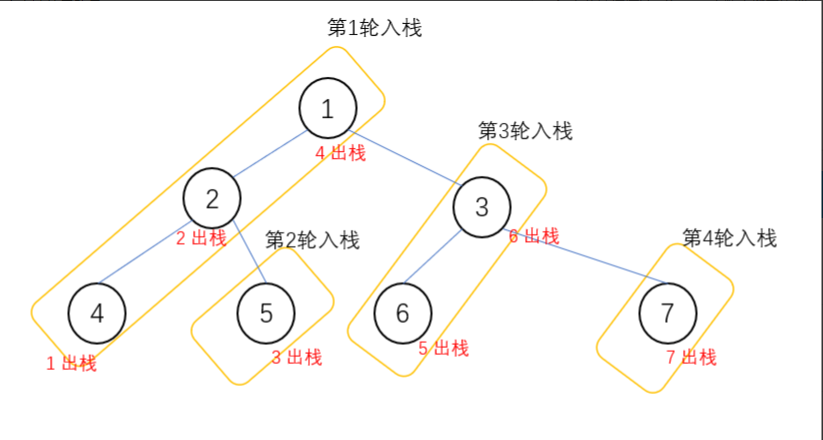 第1轮入栈
1
4 出栈
第3轮入栈
2
3
2 出栈
第2轮入栈
6 出栈
第4轮入栈
4
5
6
7
1 出栈
3 出栈
5 出栈
7 出栈